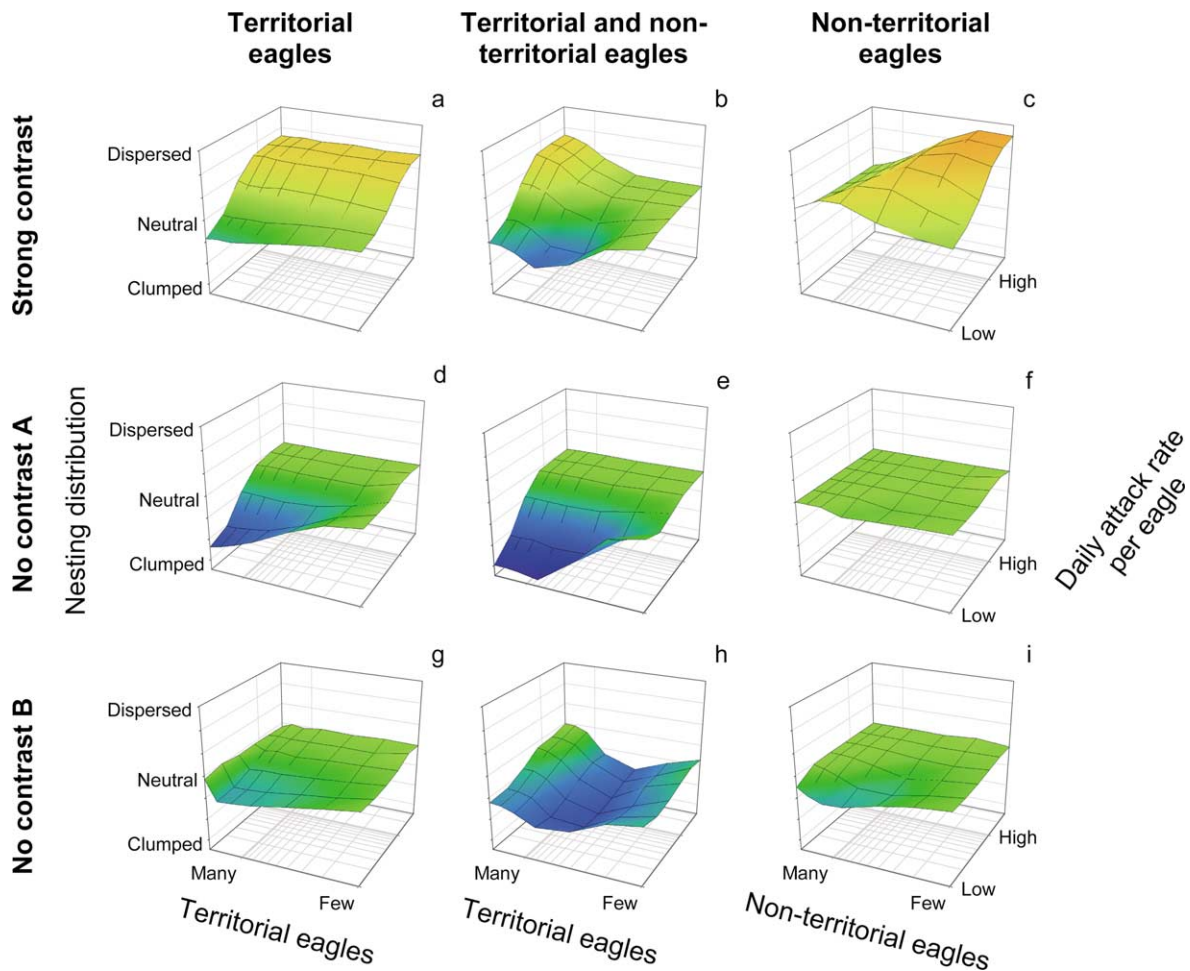 Territorial
eagles
Territorial and non-
territorial eagles
Non-territorial
eagles
Strong contrast
a
b
c
Dispersed
Neutral
Clumped
High
Low
No contrast A
Nesting distribution
d
e
f
Dispersed
Neutral
Clumped
High
Low
Daily attack rate
per eagle
No contrast B
g
h
i
Dispersed
Neutral
Clumped
High
Low
Many
Few
Many
Few
Many
Few
Territorial eagles
Territorial eagles
Non-territorial eagles